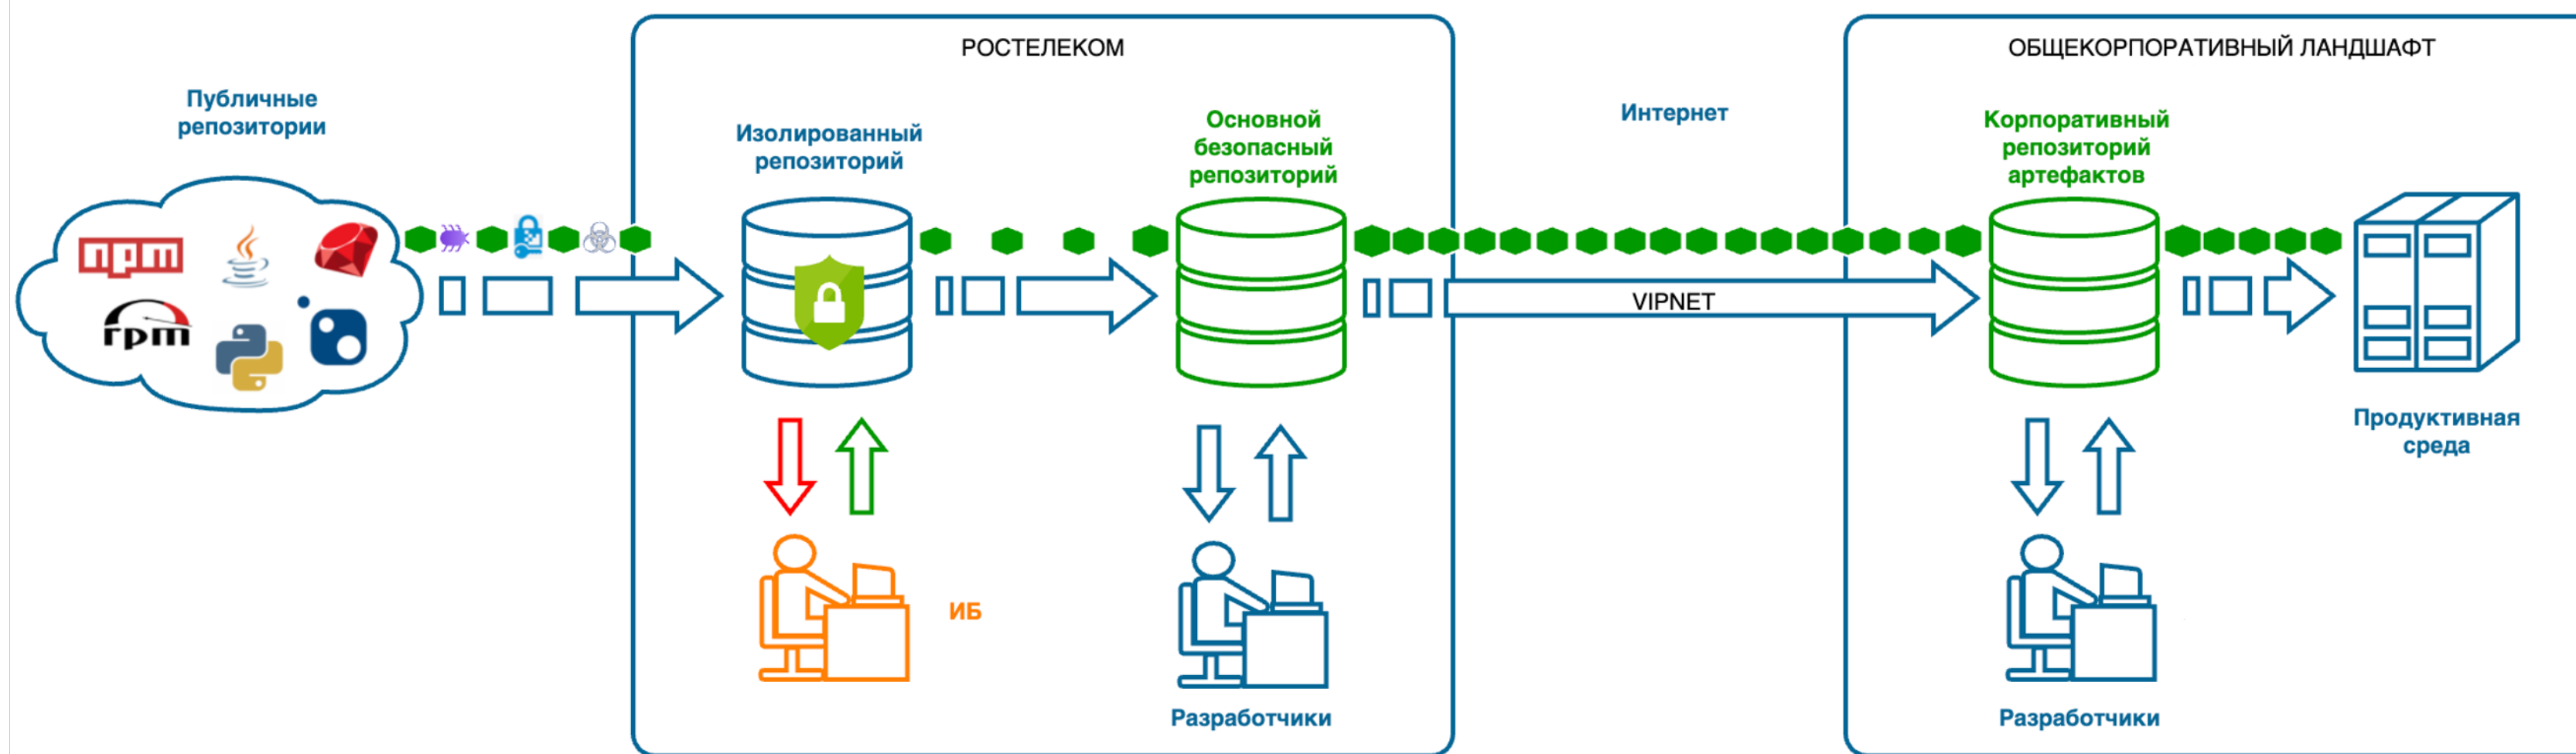 РОСТЕЛЕКОМ
ОБЩЕКОРПОРАТИВНЫЙ ЛАНДШАФТ
Публичные
репозитории
Изолированный
репозиторий
Основной
безопасный
репозиторий
Интернет
Корпоративный
репозиторий
артефактов
npm
rpm
VIPNET
Продуктивная
среда
ИБ
Разработчики
Разработчики